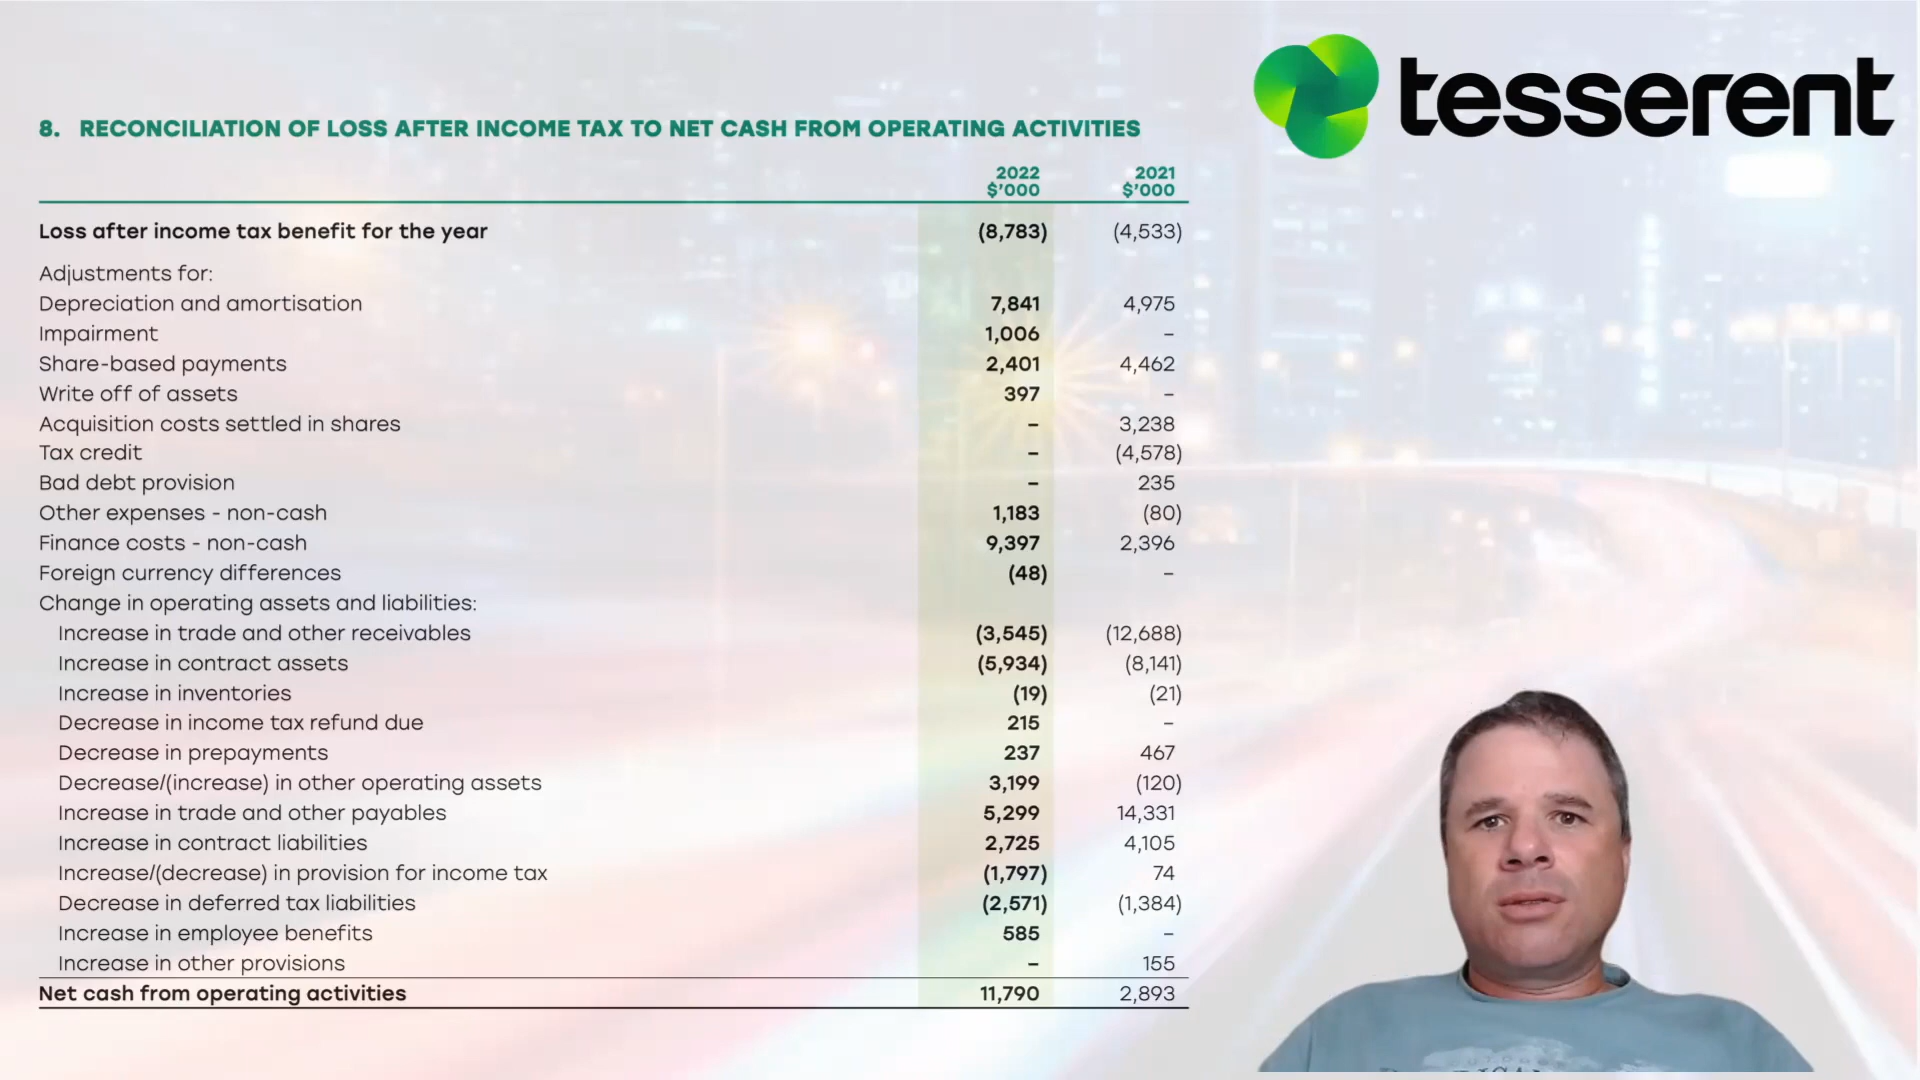 tesserent
8. RECONCILIATION OF LOSS AFTER INCOME TAX TO NET CASH FROM OPERATING ACTIVITIES
2022 2021
$'000 $'000
Loss after income tax benefit for the year (8,783) (4,533)
Adjustments for:
Depreciation and amortisation 7,841 4,975
Impairment 1,006 –
Share-based payments 2,401 4,462
Write off of assets 397 –
Acquisition costs settled in shares – 3,238
Tax credit – (4,578)
Bad debt provision – 235
Other expenses - non-cash 1,183 (80)
Finance costs - non-cash 9,397 2,396
Foreign currency differences (48) –
Change in operating assets and liabilities:
Increase in trade and other receivables (3,545) (12,688)
Increase in contract assets (5,934) (8,141)
Increase in inventories (19) (21)
Decrease in income tax refund due 215 –
Decrease in prepayments 237 467
Decrease/(increase) in other operating assets 3,199 (120)
Increase in trade and other payables 5,299 14,331
Increase in contract liabilities 2,725 4,105
Increase/(decrease) in provision for income tax (1,797) 74
Decrease in deferred tax liabilities (2,571) (1,384)
Increase in employee benefits 585 –
Increase in other provisions – 155
Net cash from operating activities 11,790 2,893